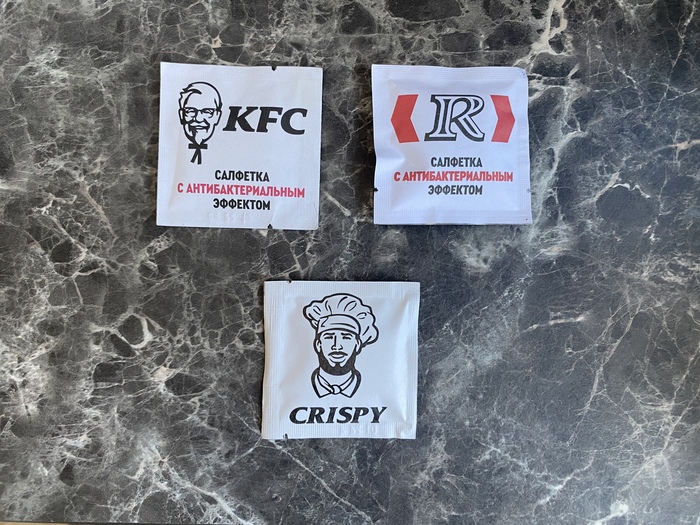 KFC
САЛФЕТКА
С АНТИБАКТЕРИАЛЬНЫМ
ЭФФЕКТОМ
R
САЛФЕТКА
С АНТИБАКТЕРИАЛЬНЫМ
ЭФФЕКТОМ
CRISPY